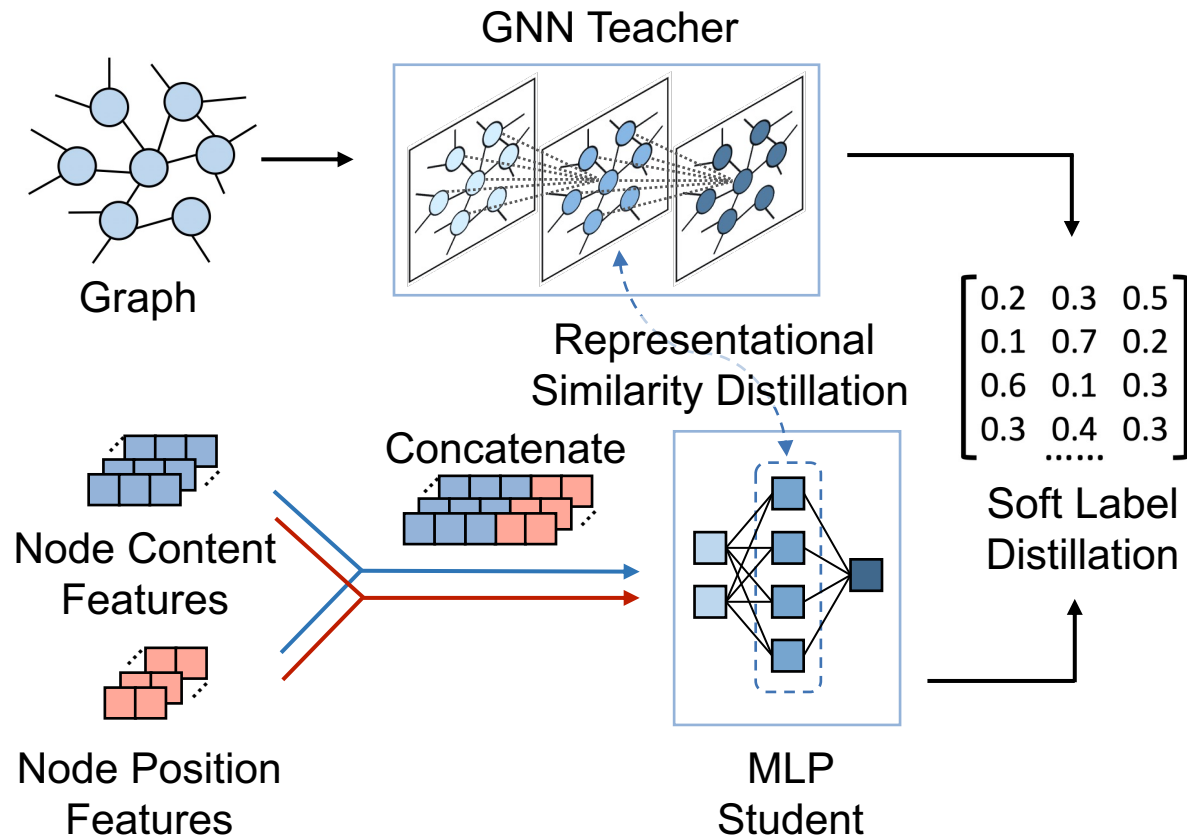 GNN Teacher
Graph
Representational
Similarity Distillation
0.2 0.3 0.5
0.1 0.7 0.2
0.6 0.1 0.3
0.3 0.4 0.3
......
Soft Label
Distillation
Node Content
Features
Concatenate
Node Position
Features
MLP
Student